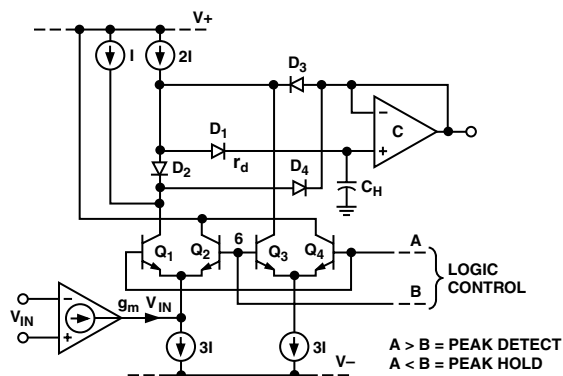 V+
I
2I
D3
D1
rd
C
D2
D4
CH
Q1
Q2
6
Q3
Q4
A
B
LOGIC
CONTROL
VIN
gm VIN
3I
3I
V–
A > B = PEAK DETECT
A < B = PEAK HOLD